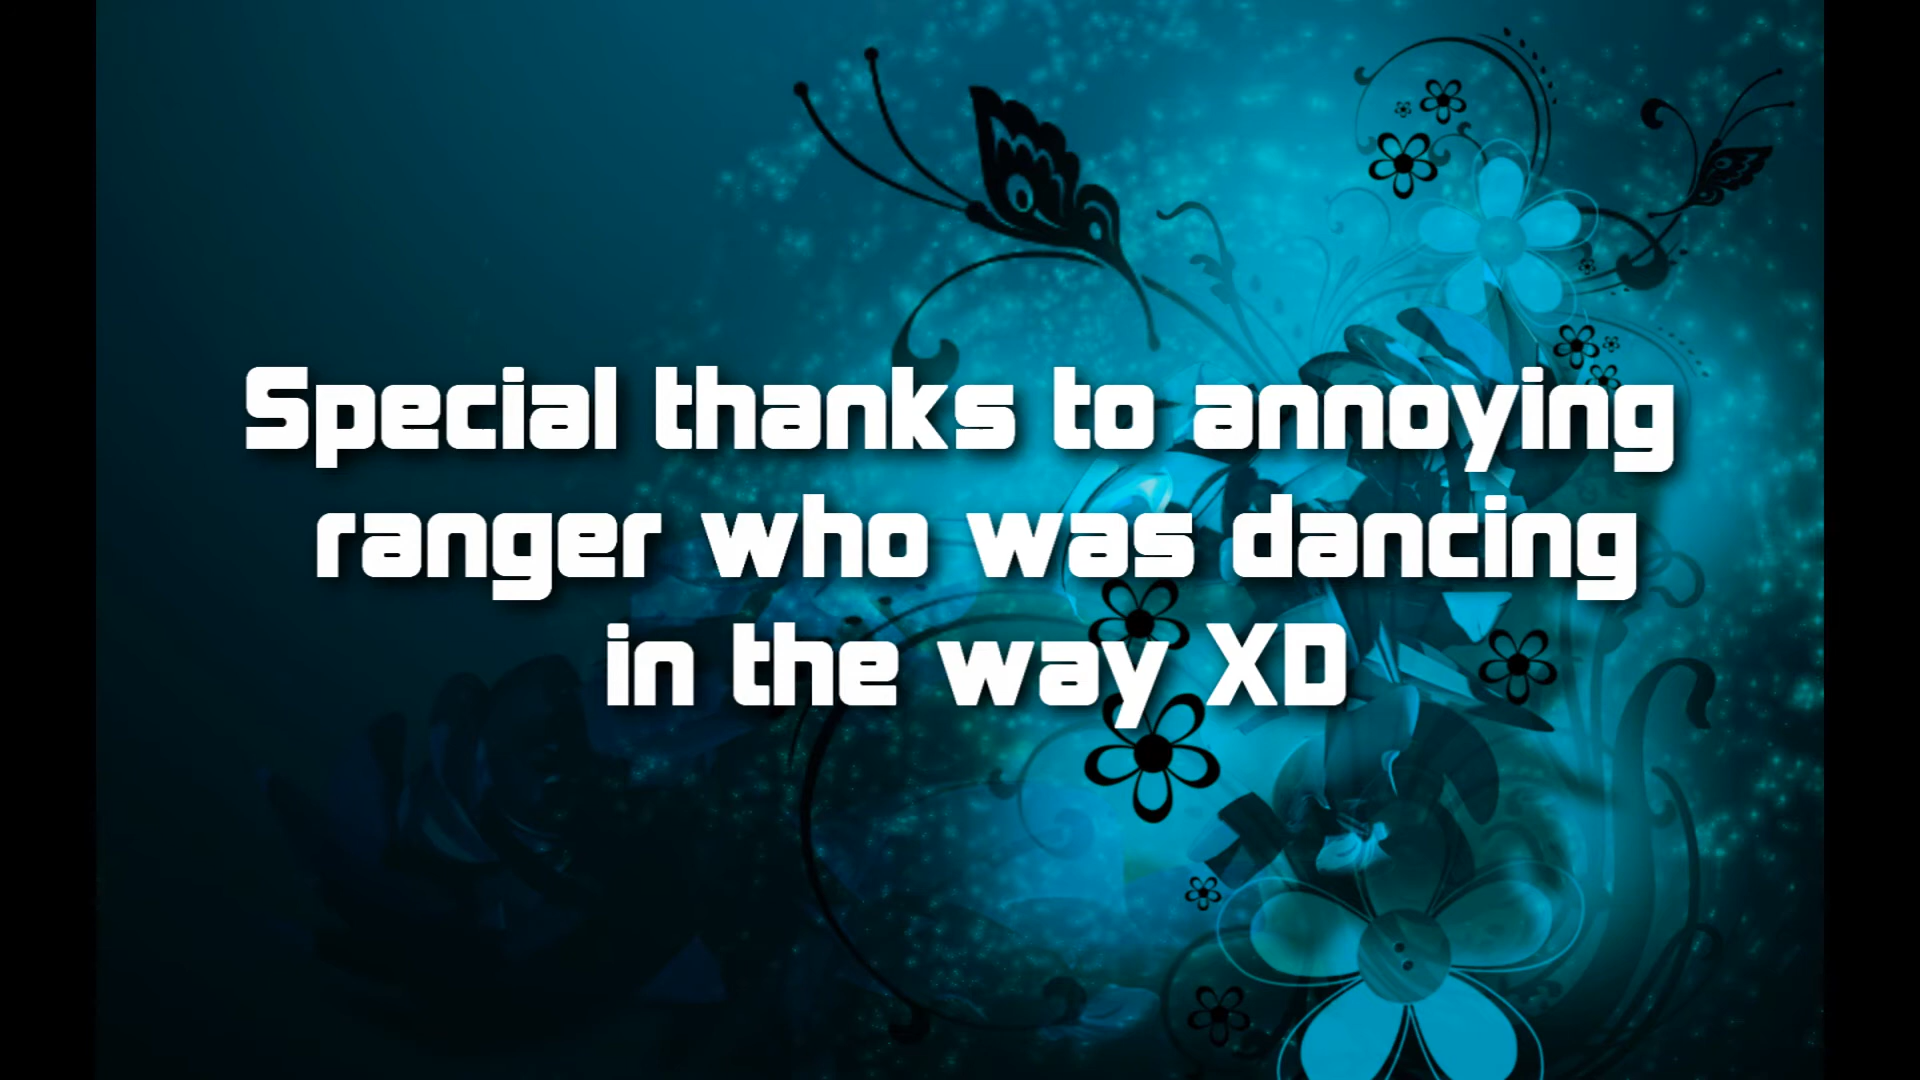 Special thanks to annoying
ranger who was dancing
in the way XD